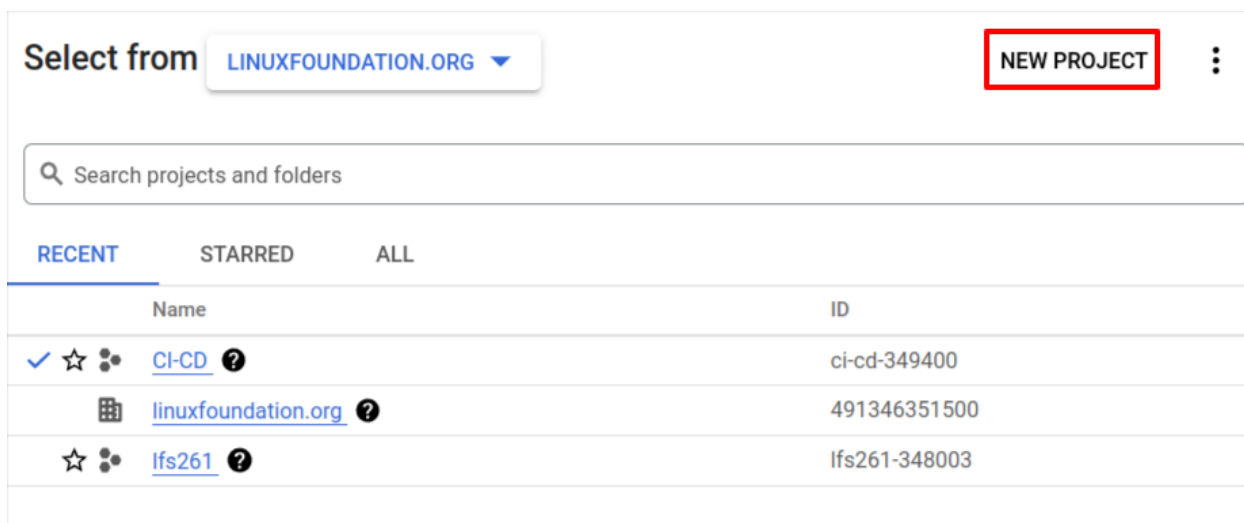 Select from LINUXFOUNDATION.ORG NEW PROJECT
Search projects and folders
RECENT STARRED ALL
Name ID
CI-CD ? ci-cd-349400
linuxfoundation.org ? 491346351500
lfs261 ? lfs261-348003